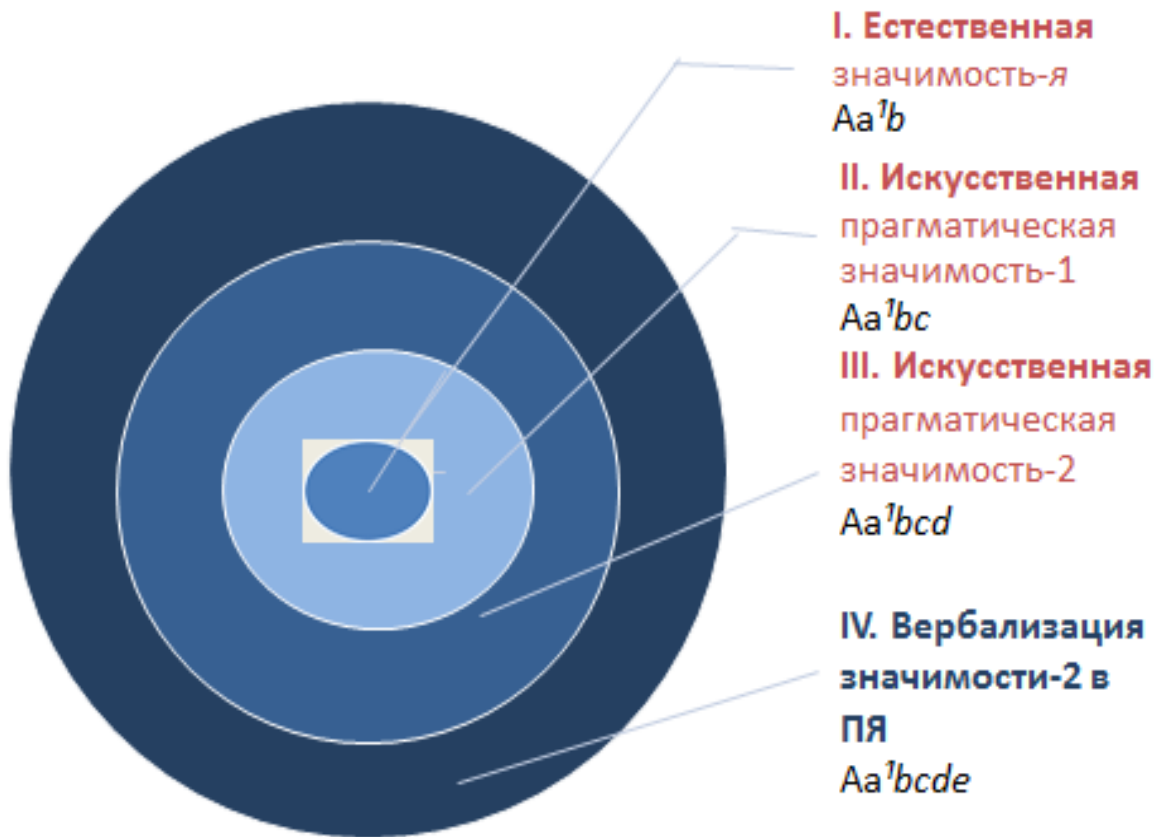 I. Естественная
значимость-я
Aa¹b
II. Искусственная
прагматическая
значимость-1
Aa¹bc
III. Искусственная
прагматическая
значимость-2
Aa¹bcd
IV. Вербализация
значимости-2 в
ПЯ
Aa¹bcde